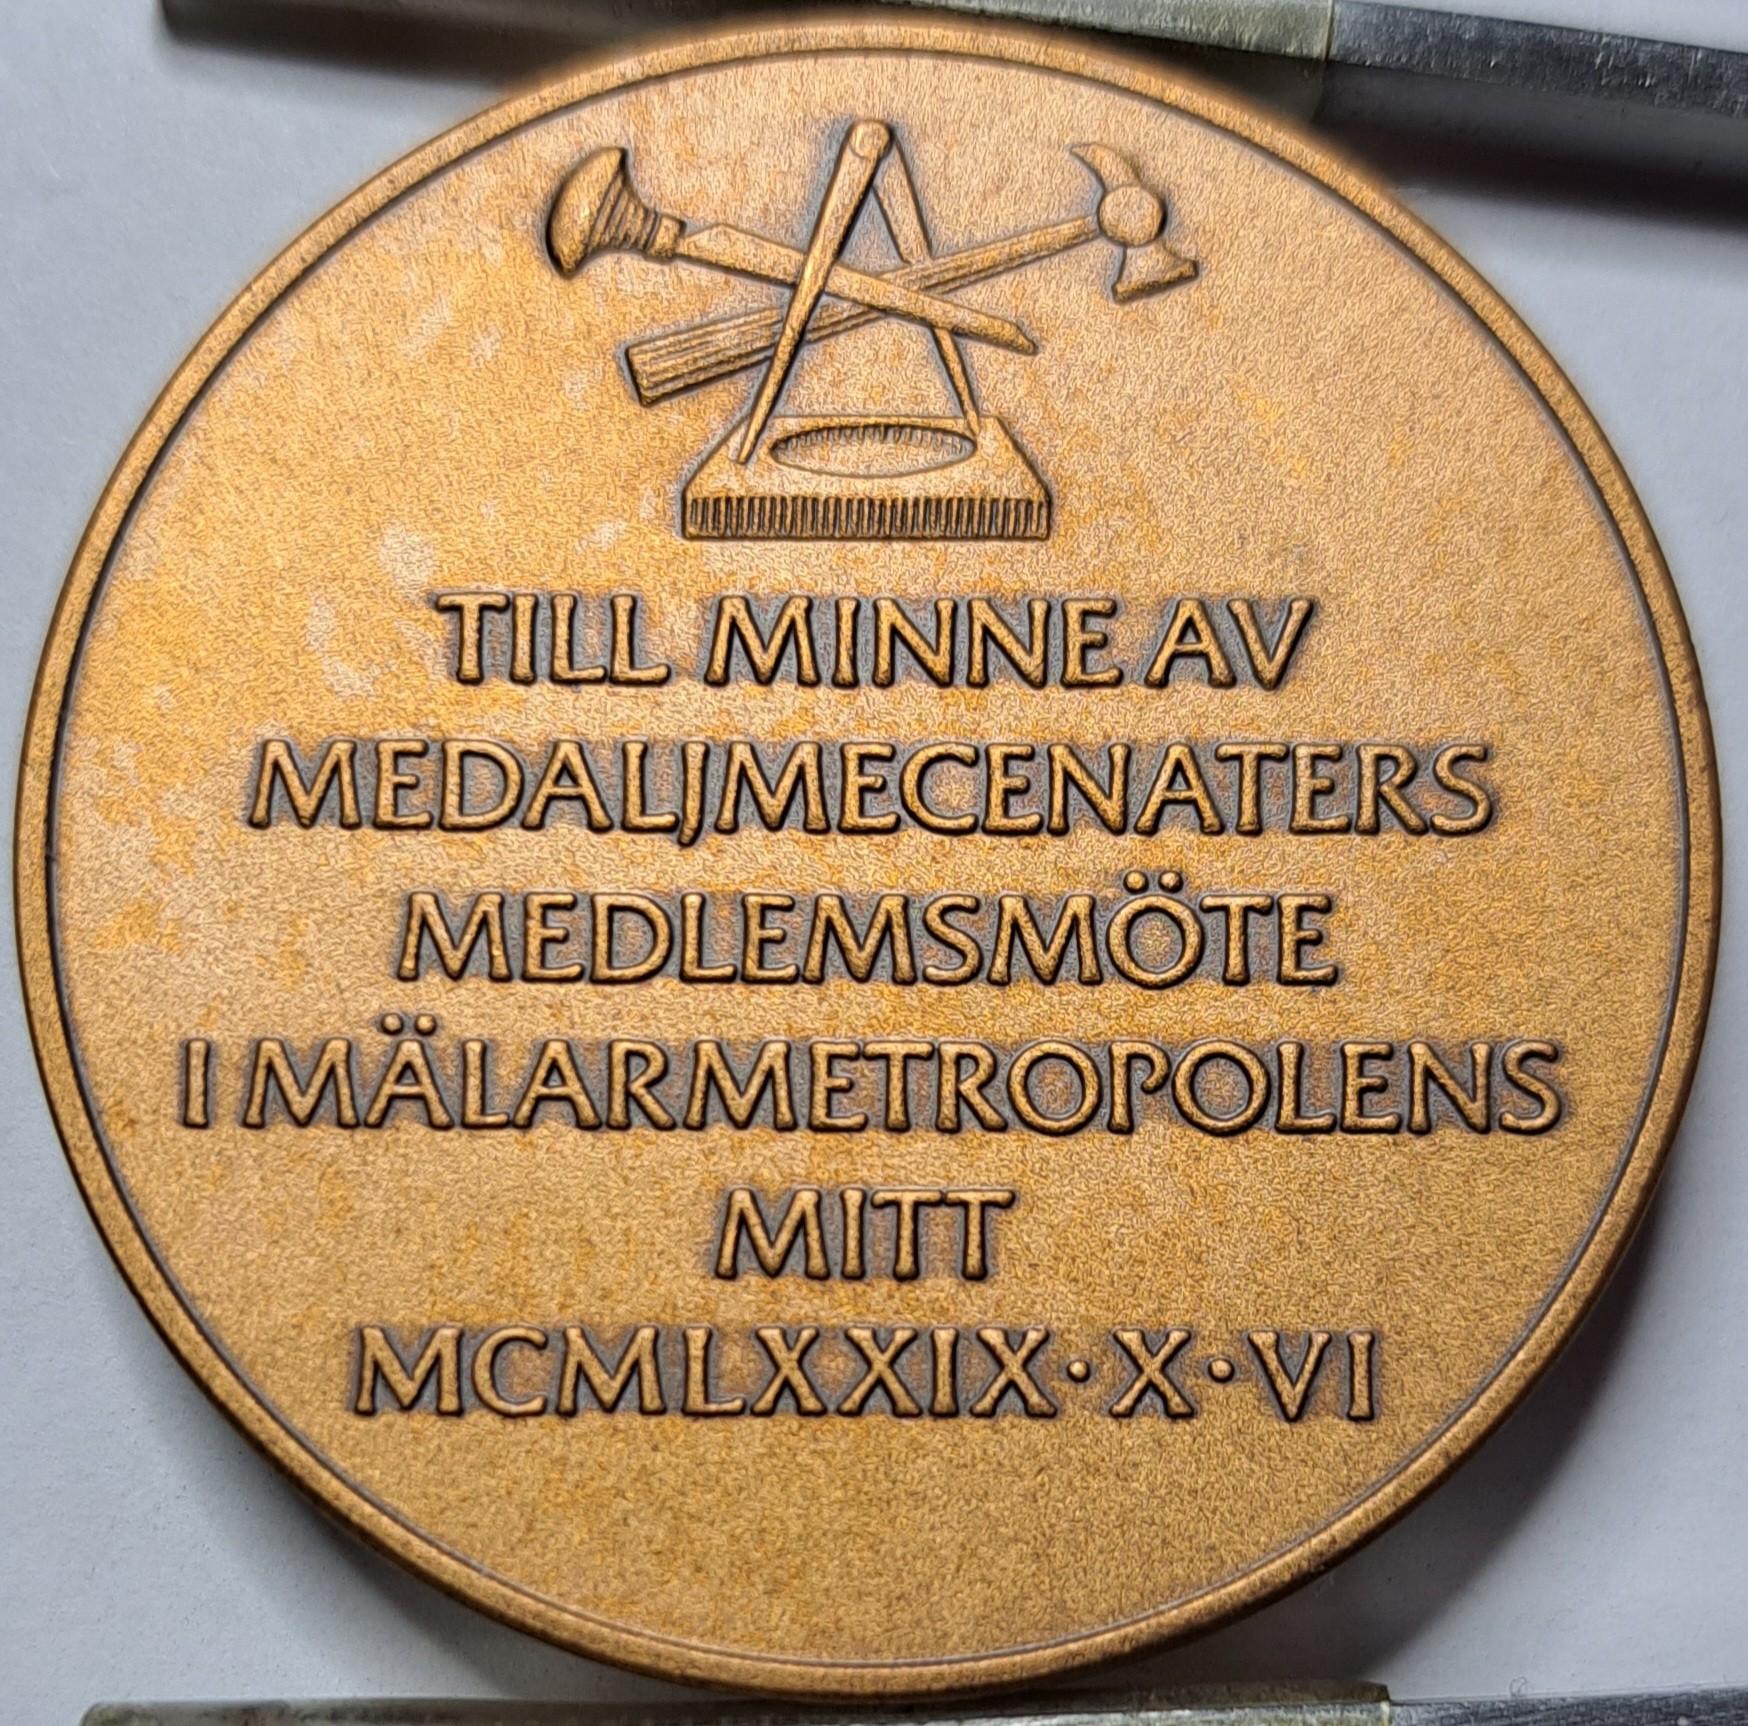 TILL MINNE AV
MEDALJMECENATERS
MEDLEMSMÖTE
I MÄLARMETROPOLENS
MITT
MCMLXXIX·X·VI